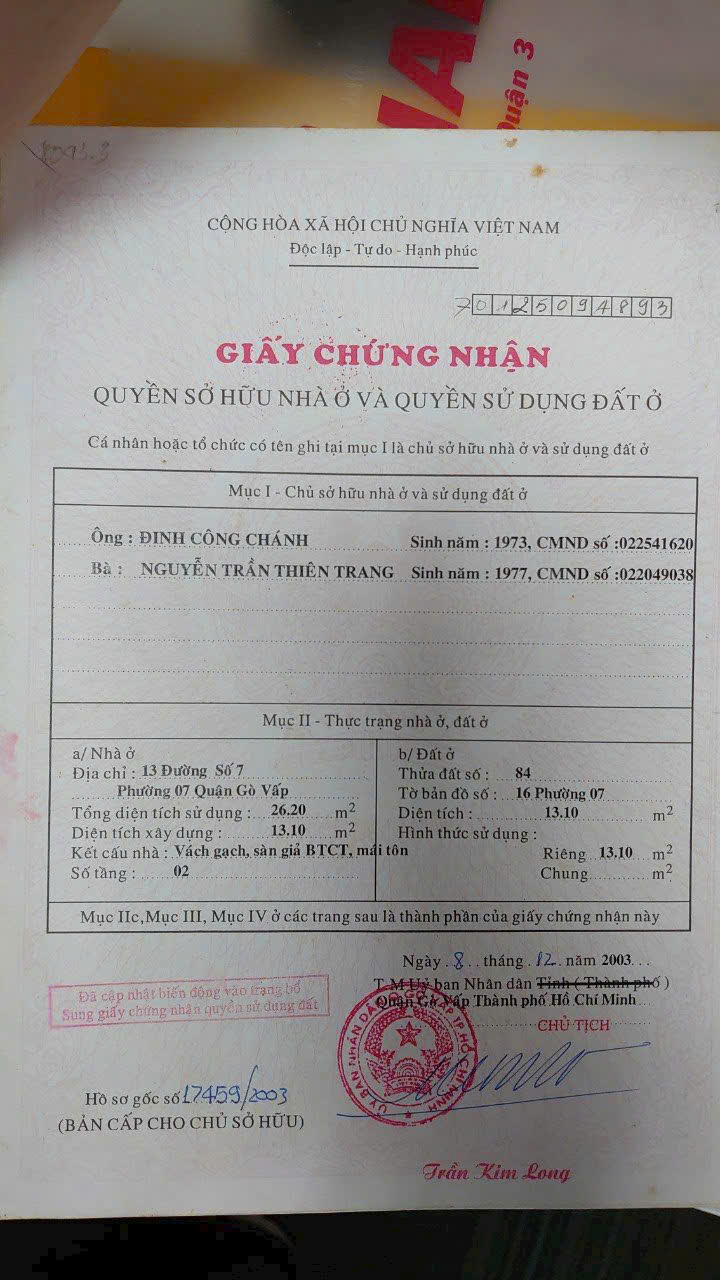 Quận 3
CỘNG HÒA XÃ HỘI CHỦ NGHĨA VIỆT NAM
Độc lập - Tự do - Hạnh phúc
70125094893
GIẤY CHỨNG NHẬN
QUYỀN SỞ HỮU NHÀ Ở VÀ QUYỀN SỬ DỤNG ĐẤT Ở
Cá nhân hoặc tổ chức có tên ghi tại mục I là chủ sở hữu nhà ở và sử dụng đất ở
Mục I - Chủ sở hữu nhà ở và sử dụng đất ở
Ông : ĐINH CÔNG CHÁNH Sinh năm : 1973, CMND số :022541620
Bà : NGUYỄN TRẦN THIÊN TRANG Sinh năm : 1977, CMND số :022049038
Mục II - Thực trạng nhà ở, đất ở
a/ Nhà ở
Địa chỉ : 13 Đường Số 7
Phường 07 Quận Gò Vấp
Tổng diện tích sử dụng : 26.20 m2
Diện tích xây dựng : 13.10 m2
Kết cấu nhà : Vách gạch, sàn giả BTCT, mái tôn
Số tầng : 02
b/ Đất ở
Thửa đất số : 84
Tờ bản đồ số : 16 Phường 07
Diện tích : 13.10 m2
Hình thức sử dụng :
Riêng 13.10 m2
Chung m2
Mục IIc,Mục III, Mục IV ở các trang sau là thành phần của giấy chứng nhận này
Ngày 8 tháng 12 năm 2003
T.M Uỷ ban Nhân dân Tỉnh ( Thành phố )
Quận Gò Vấp Thành phố Hồ Chí Minh
CHỦ TỊCH
Đã cập nhật biến động vào trang bổ
Sung giấy chứng nhận quyền sử dụng đất
Hồ sơ gốc số 17459/2003
(BẢN CẤP CHO CHỦ SỞ HỮU)
Trần Kim Long